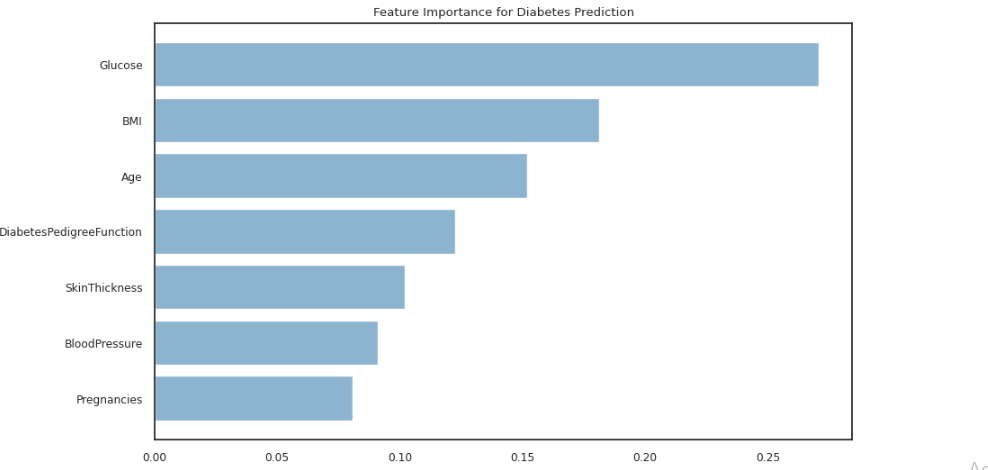 Feature Importance for Diabetes Prediction
Glucose
BMI
Age
DiabetesPedigreeFunction
SkinThickness
BloodPressure
Pregnancies
0.00 0.05 0.10 0.15 0.20 0.25